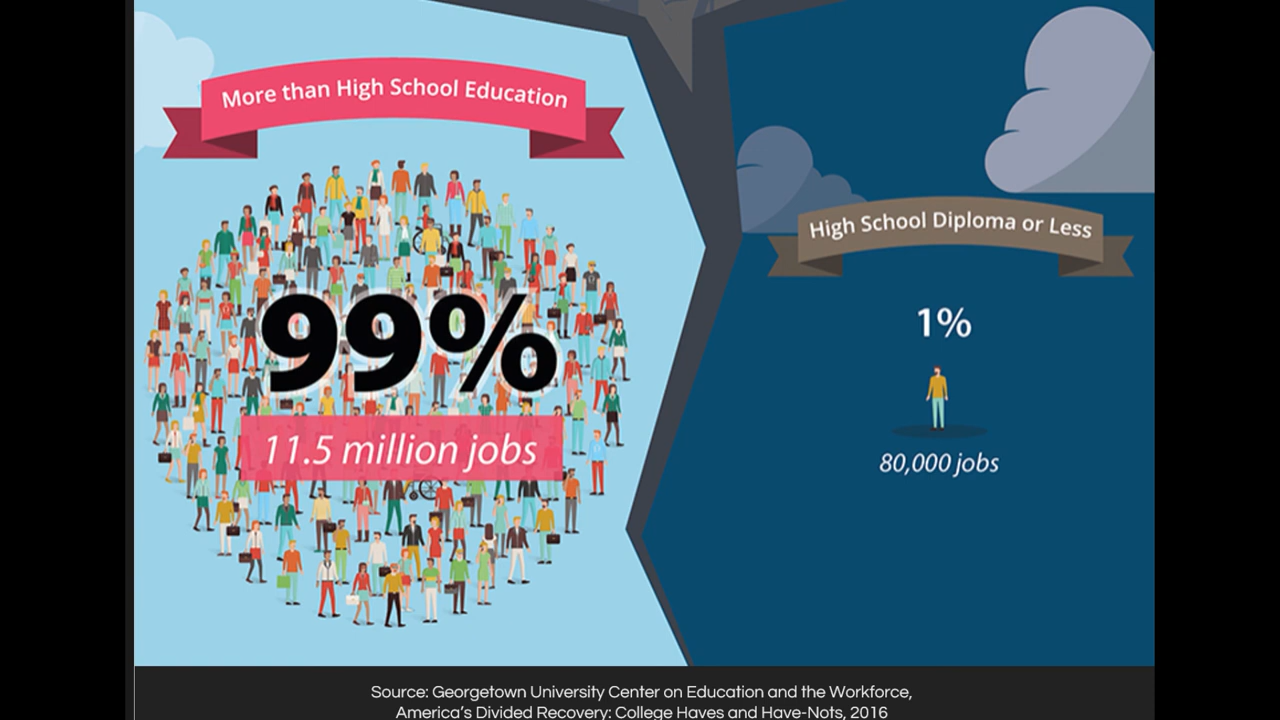 More than High School Education
99%
11.5 million jobs
High School Diploma or Less
1%
80,000 jobs
Source: Georgetown University Center on Education and the Workforce,
America's Divided Recovery: College Haves and Have-Nots, 2016